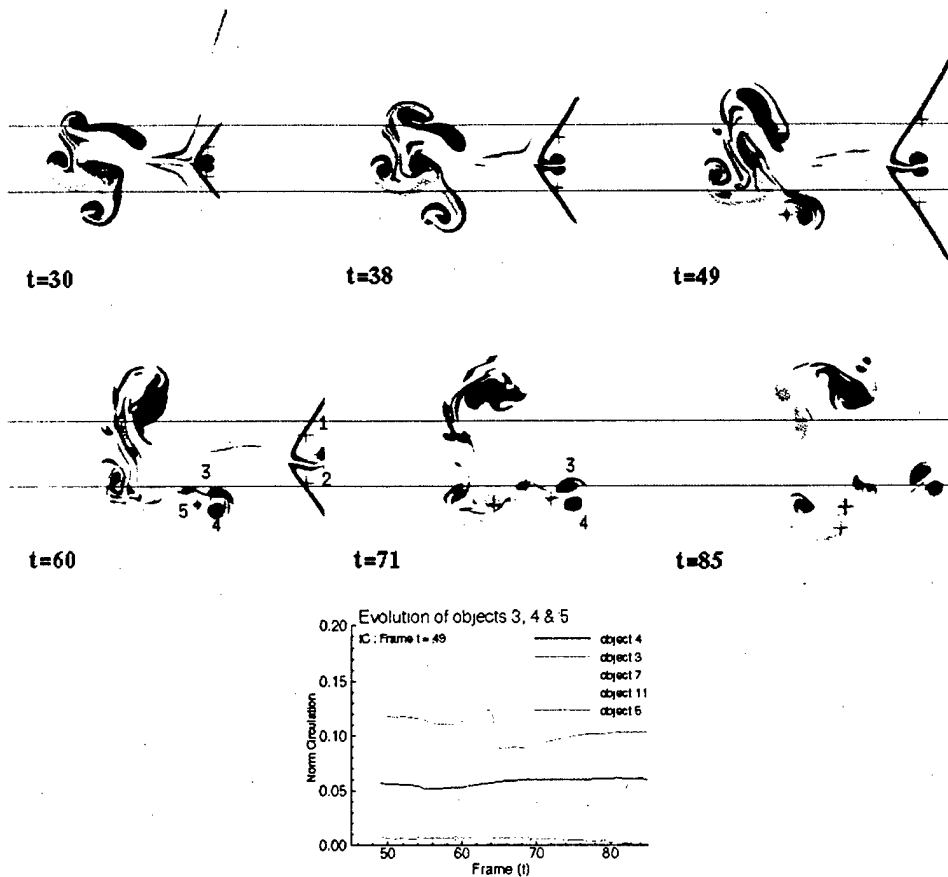 t=30
t=38
t=49
1
3
2
5
4
t=60
3
4
t=71
t=85
Evolution of objects 3, 4 & 5
IC : Frame t = 49
object 4
object 3
object 7
object 11
object 5
Norm Circulation
0.20
0.15
0.10
0.05
0.00
50
60
70
80
Frame (t)